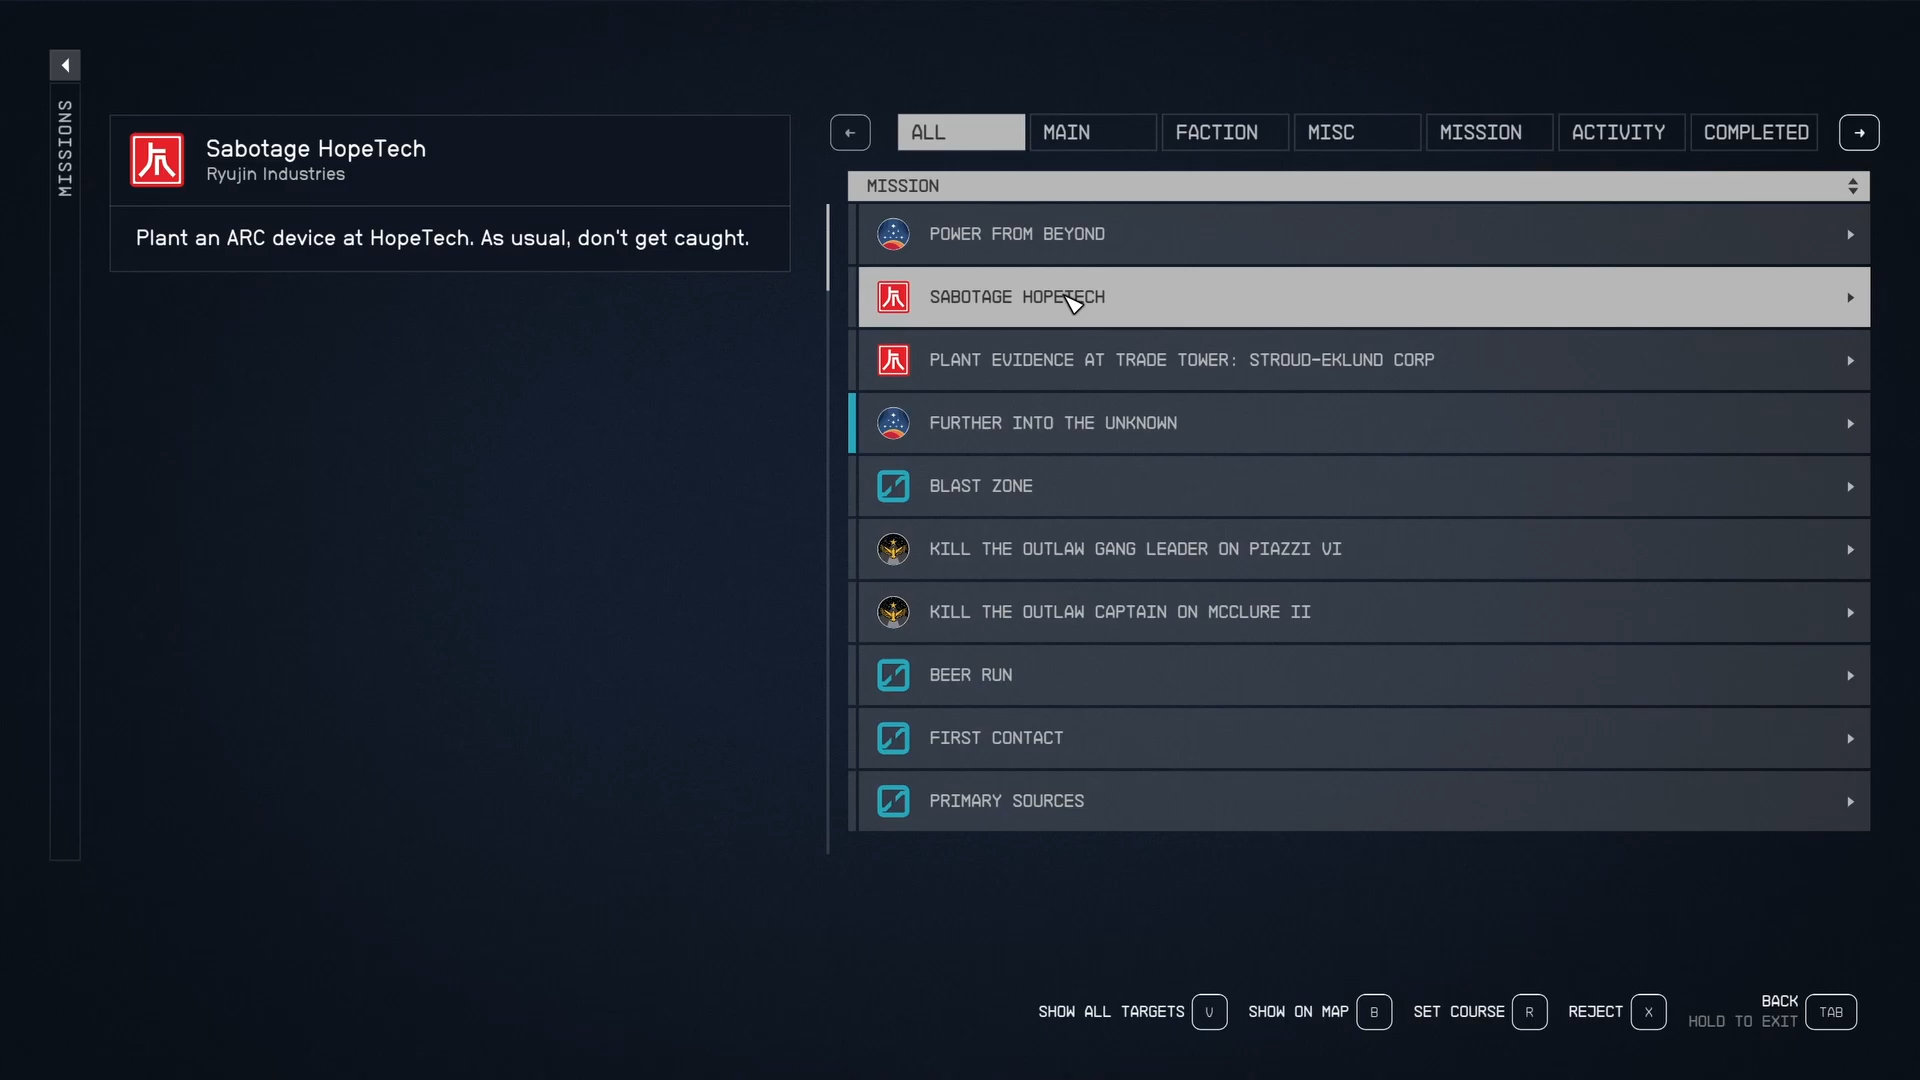 MISSIONS
Sabotage HopeTech
Ryujin Industries
Plant an ARC device at HopeTech. As usual, don't get caught.
ALL MAIN FACTION MISC MISSION ACTIVITY COMPLETED
MISSION
POWER FROM BEYOND
SABOTAGE HOPETECH
PLANT EVIDENCE AT TRADE TOWER: STROUD-EKLUND CORP
FURTHER INTO THE UNKNOWN
BLAST ZONE
KILL THE OUTLAW GANG LEADER ON PIAZZI VI
KILL THE OUTLAW CAPTAIN ON MCCLURE II
BEER RUN
FIRST CONTACT
PRIMARY SOURCES
SHOW ALL TARGETS V SHOW ON MAP B SET COURSE R REJECT X BACK TAB
HOLD TO EXIT